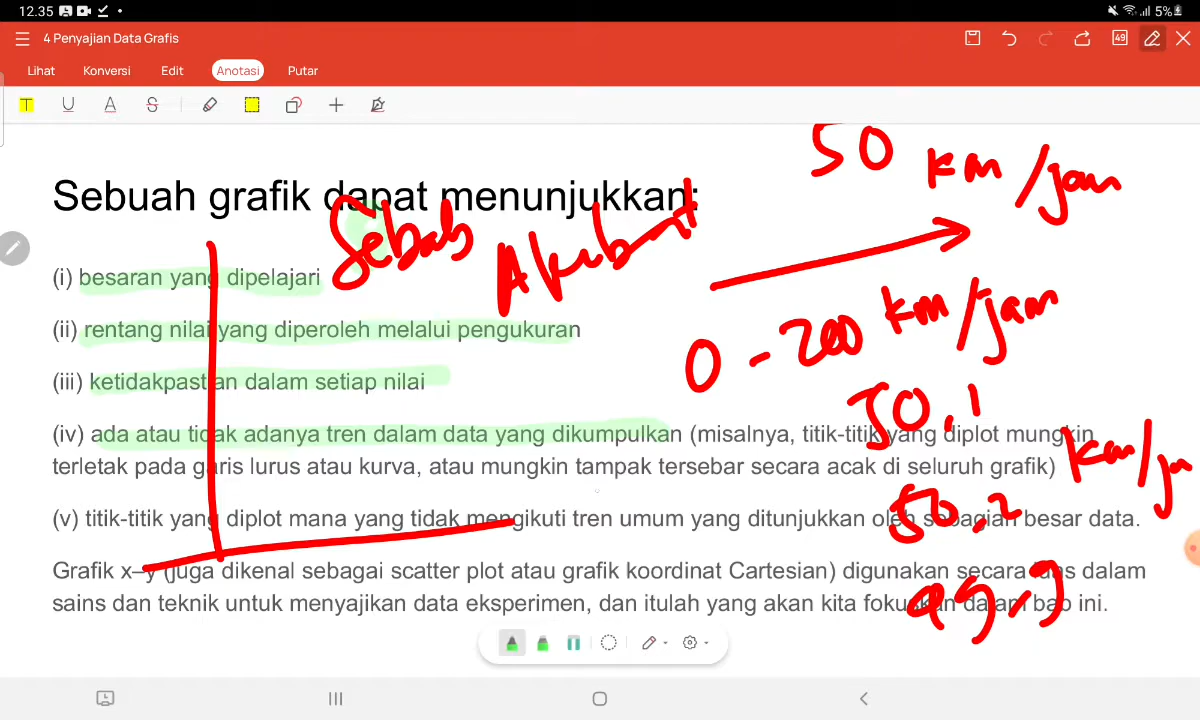 12.35
5%
4 Penyajian Data Grafis
49
Lihat Konversi Edit Anotasi Putar
T U A S
50 km/jam
Sebuah grafik dapat menunjukkan:
Sebab Akibat
(i) besaran yang dipelajari
0 - 200 km/jam
(ii) rentang nilai yang diperoleh melalui pengukuran
(iii) ketidakpastian dalam setiap nilai
50.1 km/jam
(iv) ada atau tidak adanya tren dalam data yang dikumpulkan (misalnya, titik-titik yang diplot mungkin
terletak pada garis lurus atau kurva, atau mungkin tampak tersebar secara acak di seluruh grafik)
50.2
(v) titik-titik yang diplot mana yang tidak mengikuti tren umum yang ditunjukkan oleh sebagian besar data.
Grafik x–y (juga dikenal sebagai scatter plot atau grafik koordinat Cartesian) digunakan secara luas dalam
49.9
sains dan teknik untuk menyajikan data eksperimen, dan itulah yang akan kita fokuskan dalam bab ini.